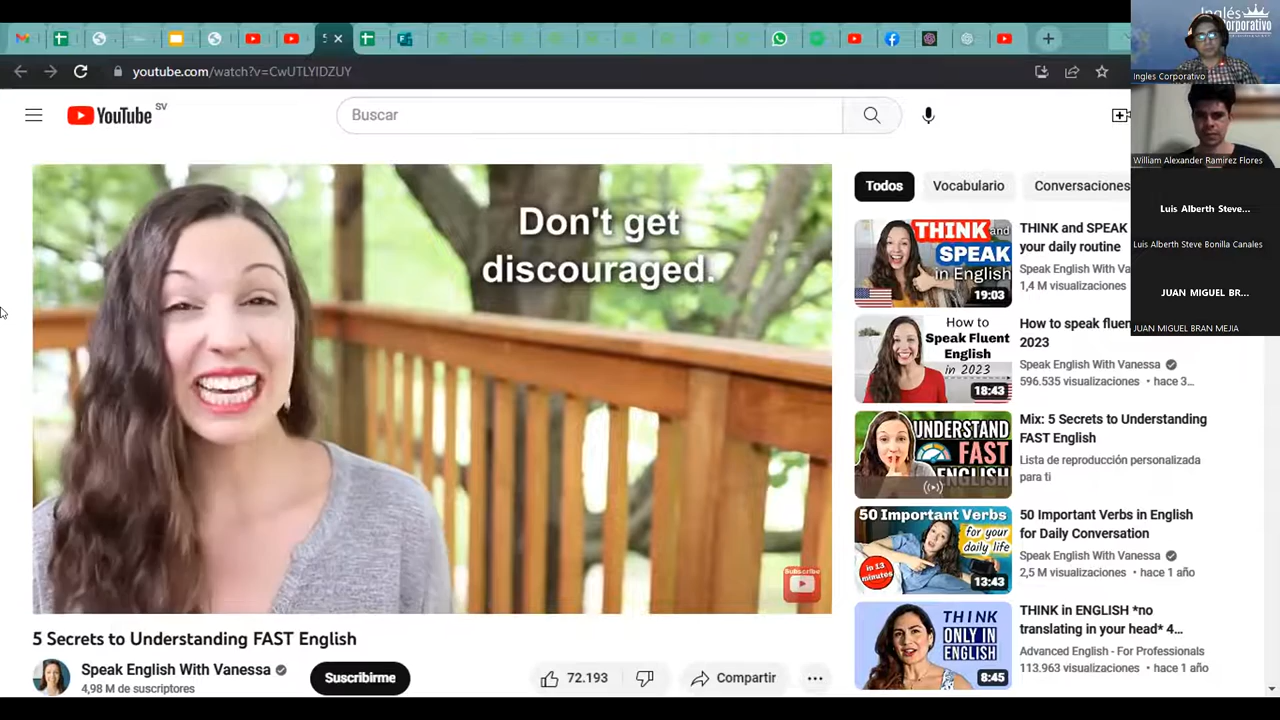 youtube.com/watch?v=CwUTLYIDZUY
Inglés
Corporativo
Ingles Corporativo
William Alexander Ramirez Flores
Luis Alberth Steve...
Luis Alberth Steve Bonilla Canales
JUAN MIGUEL BR...
JUAN MIGUEL BRAN MEJIA
YouTube SV
Buscar
Don't get
discouraged.
Subscribe
5 Secrets to Understanding FAST English
Speak English With Vanessa
4,98 M de suscriptores
Suscribirme
72.193
Compartir
Todos
Vocabulario
Conversaciones
THINK and
SPEAK
in English
19:03
THINK and SPEAK
your daily routine
Speak English With Va
1,4 M visualizaciones
How to
Speak Fluent
English
in 2023
18:43
How to speak fluen
2023
Speak English With Vanessa
596.535 visualizaciones • hace 3...
UNDERSTAND
FAST
ENGLISH
Mix: 5 Secrets to Understanding
FAST English
Lista de reproducción personalizada
para ti
50 Important Verbs
for your
daily life
in 13
minutes
13:43
50 Important Verbs in English
for Daily Conversation
Speak English With Vanessa
2,5 M visualizaciones • hace 1 año
THINK
ONLY IN
ENGLISH
8:45
THINK in ENGLISH *no
translating in your head* 4...
Advanced English - For Professionals
113.963 visualizaciones • hace 1 año